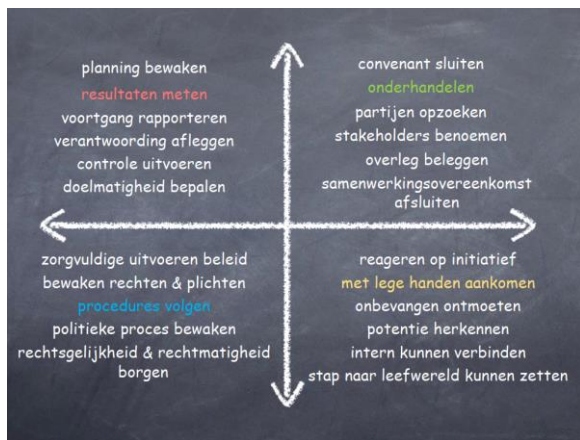 planning bewaken
resultaten meten
voortgang rapporteren
verantwoording afleggen
controle uitvoeren
doelmatigheid bepalen
convenant sluiten
onderhandelen
partijen opzoeken
stakeholders benoemen
overleg beleggen
samenwerkingsovereenkomst
afsluiten
zorgvuldige uitvoeren beleid
bewaken rechten & plichten
procedures volgen
politieke proces bewaken
rechtsgelijkheid & rechtmatigheid
borgen
reageren op initiatief
met lege handen aankomen
onbevangen ontmoeten
potentie herkennen
intern kunnen verbinden
stap naar leefwereld kunnen zetten